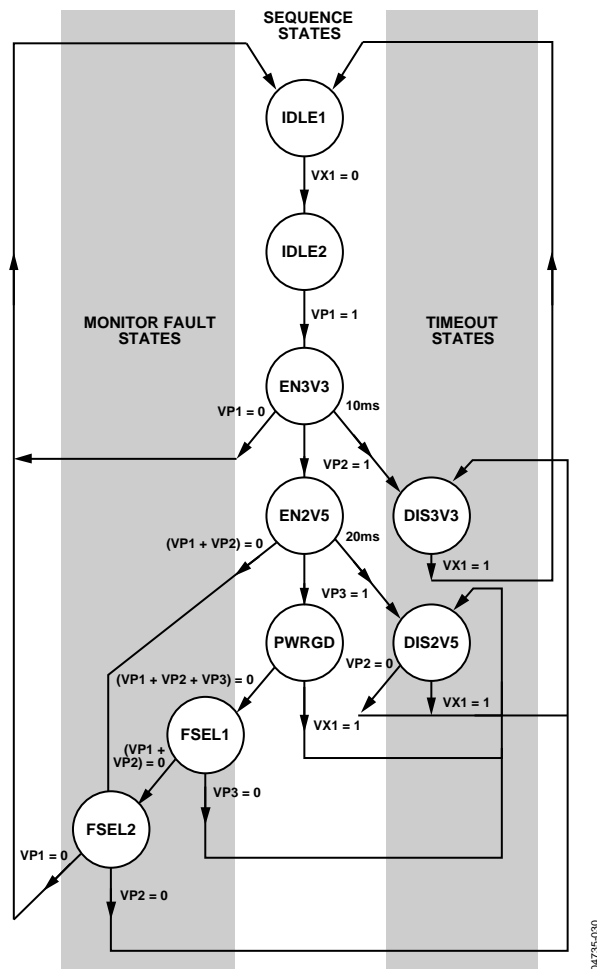 SEQUENCE
STATES
IDLE1
VX1 = 0
IDLE2
MONITOR FAULT
STATES
TIMEOUT
STATES
VP1 = 1
EN3V3
VP1 = 0
10ms
VP2 = 1
EN2V5
DIS3V3
(VP1 + VP2) = 0
20ms
VX1 = 1
VP3 = 1
PWRGD
DIS2V5
VP2 = 0
(VP1 + VP2 + VP3) = 0
VX1 = 1
VX1 = 1
FSEL1
(VP1 +
VP2) = 0
VP3 = 0
FSEL2
VP1 = 0
VP2 = 0
04735-030